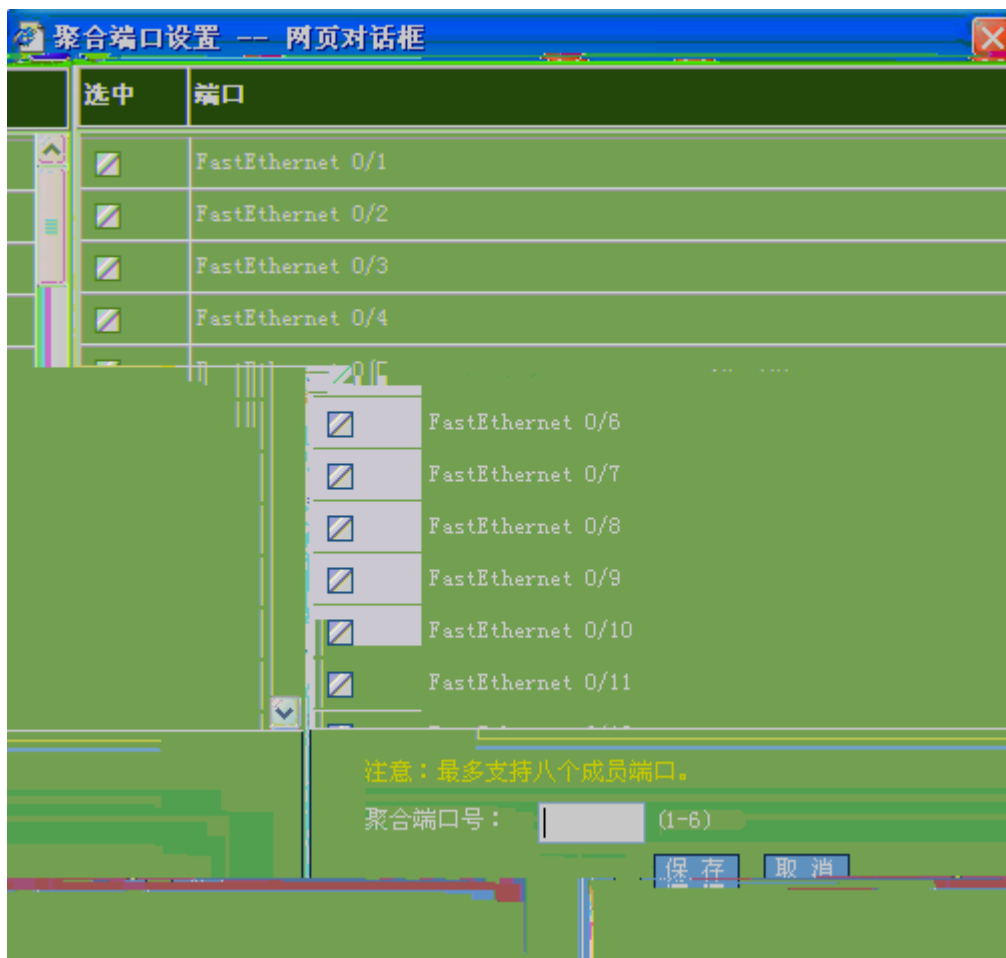 聚合端口设置 -- 网页对话框
选中 端口
FastEthernet 0/1
FastEthernet 0/2
FastEthernet 0/3
FastEthernet 0/4
FastEthernet 0/6
FastEthernet 0/7
FastEthernet 0/8
FastEthernet 0/9
FastEthernet 0/10
FastEthernet 0/11
注意：最多支持八个成员端口。
聚合端口号： (1-6)
保存 取消